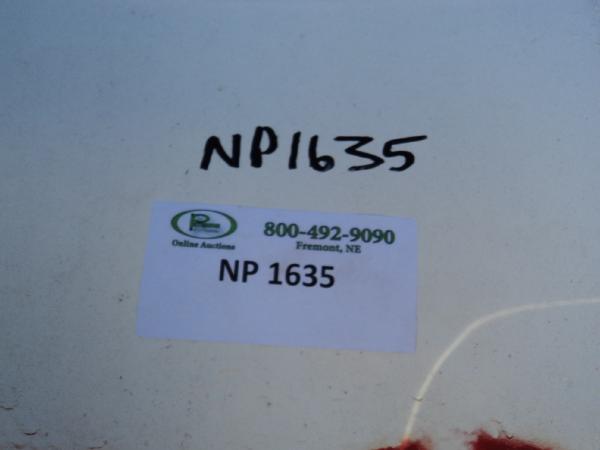 NP1635
800-492-9090
Online Auctions
Fremont, NE
NP 1635